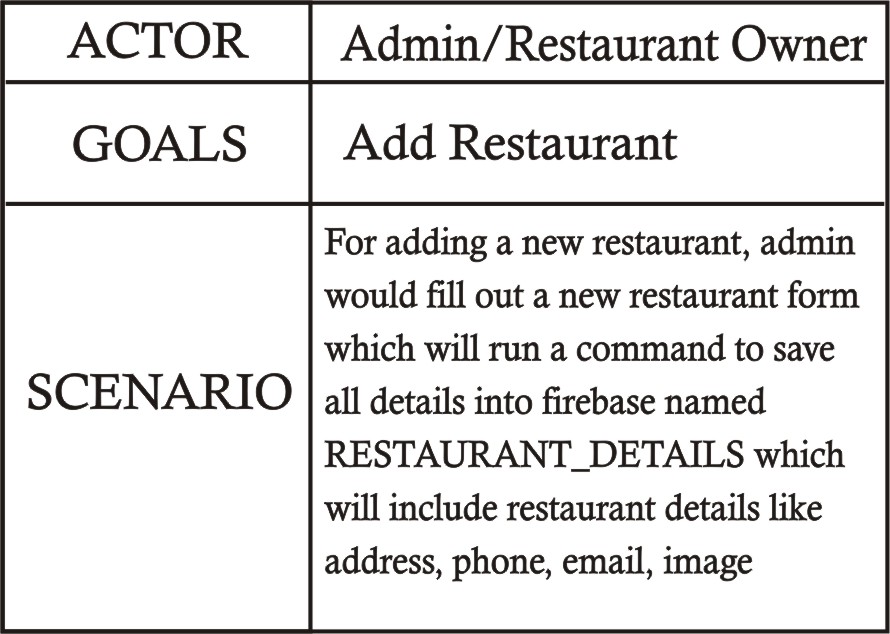 ACTOR
Admin/Restaurant Owner
GOALS
Add Restaurant
SCENARIO
For adding a new restaurant, admin
would fill out a new restaurant form
which will run a command to save
all details into firebase named
RESTAURANT_DETAILS which
will include restaurant details like
address, phone, email, image